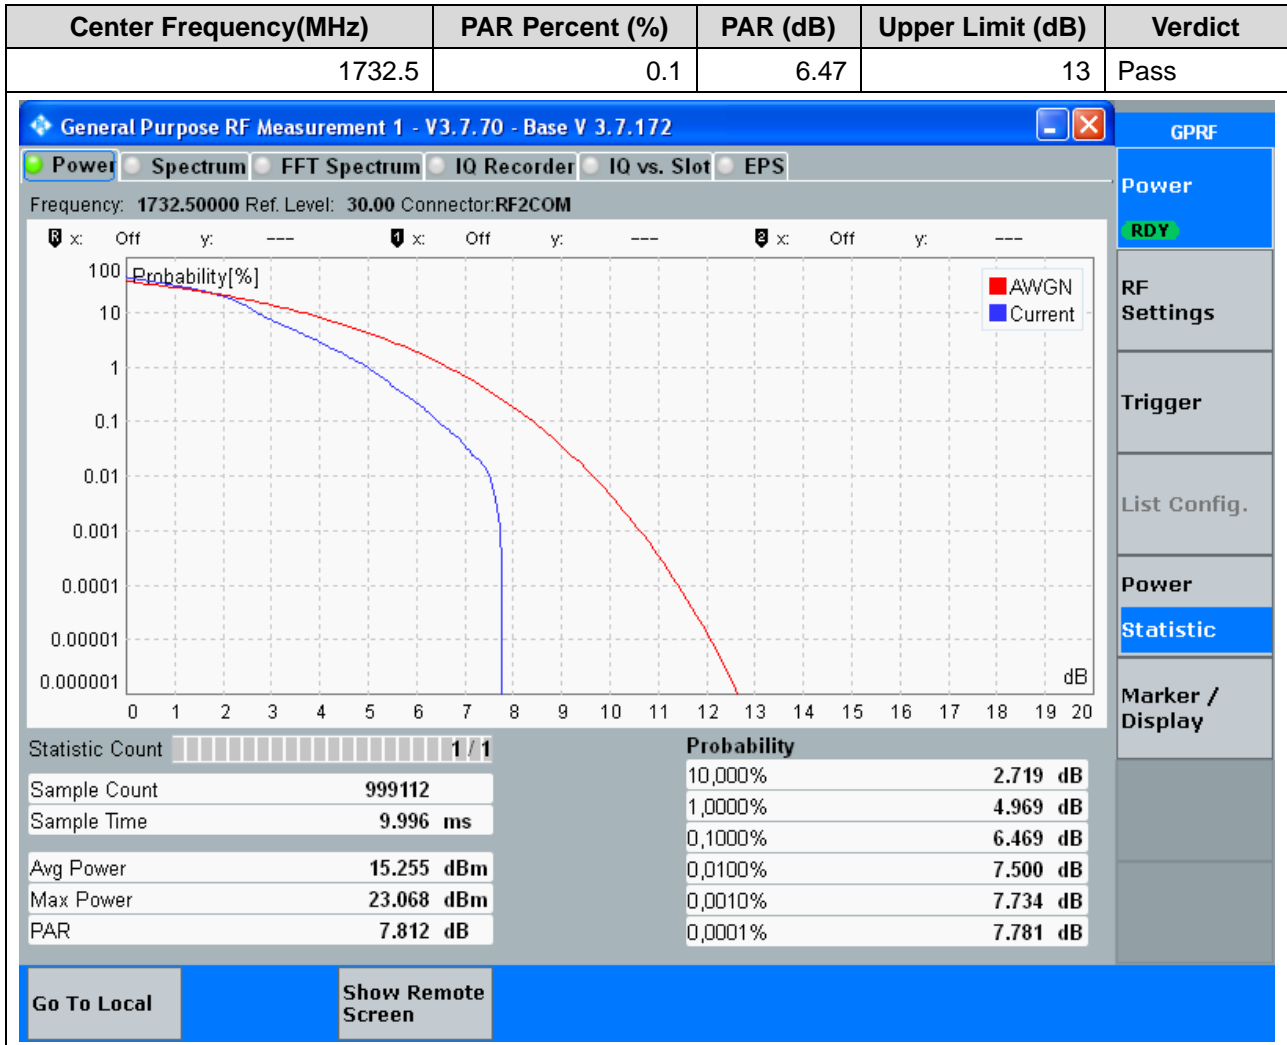 Center Frequency(MHz) PAR Percent (%) PAR (dB) Upper Limit (dB) Verdict
1732.5 0.1 6.47 13 Pass
General Purpose RF Measurement 1 - V3.7.70 - Base V 3.7.172
GPRF
Power Spectrum FFT Spectrum IQ Recorder IQ vs. Slot EPS
Frequency: 1732.50000 Ref. Level: 30.00 Connector:RF2COM
R x: Off y: --- 1 x: Off y: --- 2 x: Off y: ---
Probability[%]
AWGN
Current
100
10
1
0.1
0.01
0.001
0.0001
0.00001
0.000001
dB
0 1 2 3 4 5 6 7 8 9 10 11 12 13 14 15 16 17 18 19 20
Statistic Count 1 / 1
Sample Count 999112
Sample Time 9.996 ms
Avg Power 15.255 dBm
Max Power 23.068 dBm
PAR 7.812 dB
Probability
10,000% 2.719 dB
1,0000% 4.969 dB
0,1000% 6.469 dB
0,0100% 7.500 dB
0,0010% 7.734 dB
0,0001% 7.781 dB
Power
RDY
RF
Settings
Trigger
List Config.
Power
Statistic
Marker /
Display
Go To Local
Show Remote
Screen